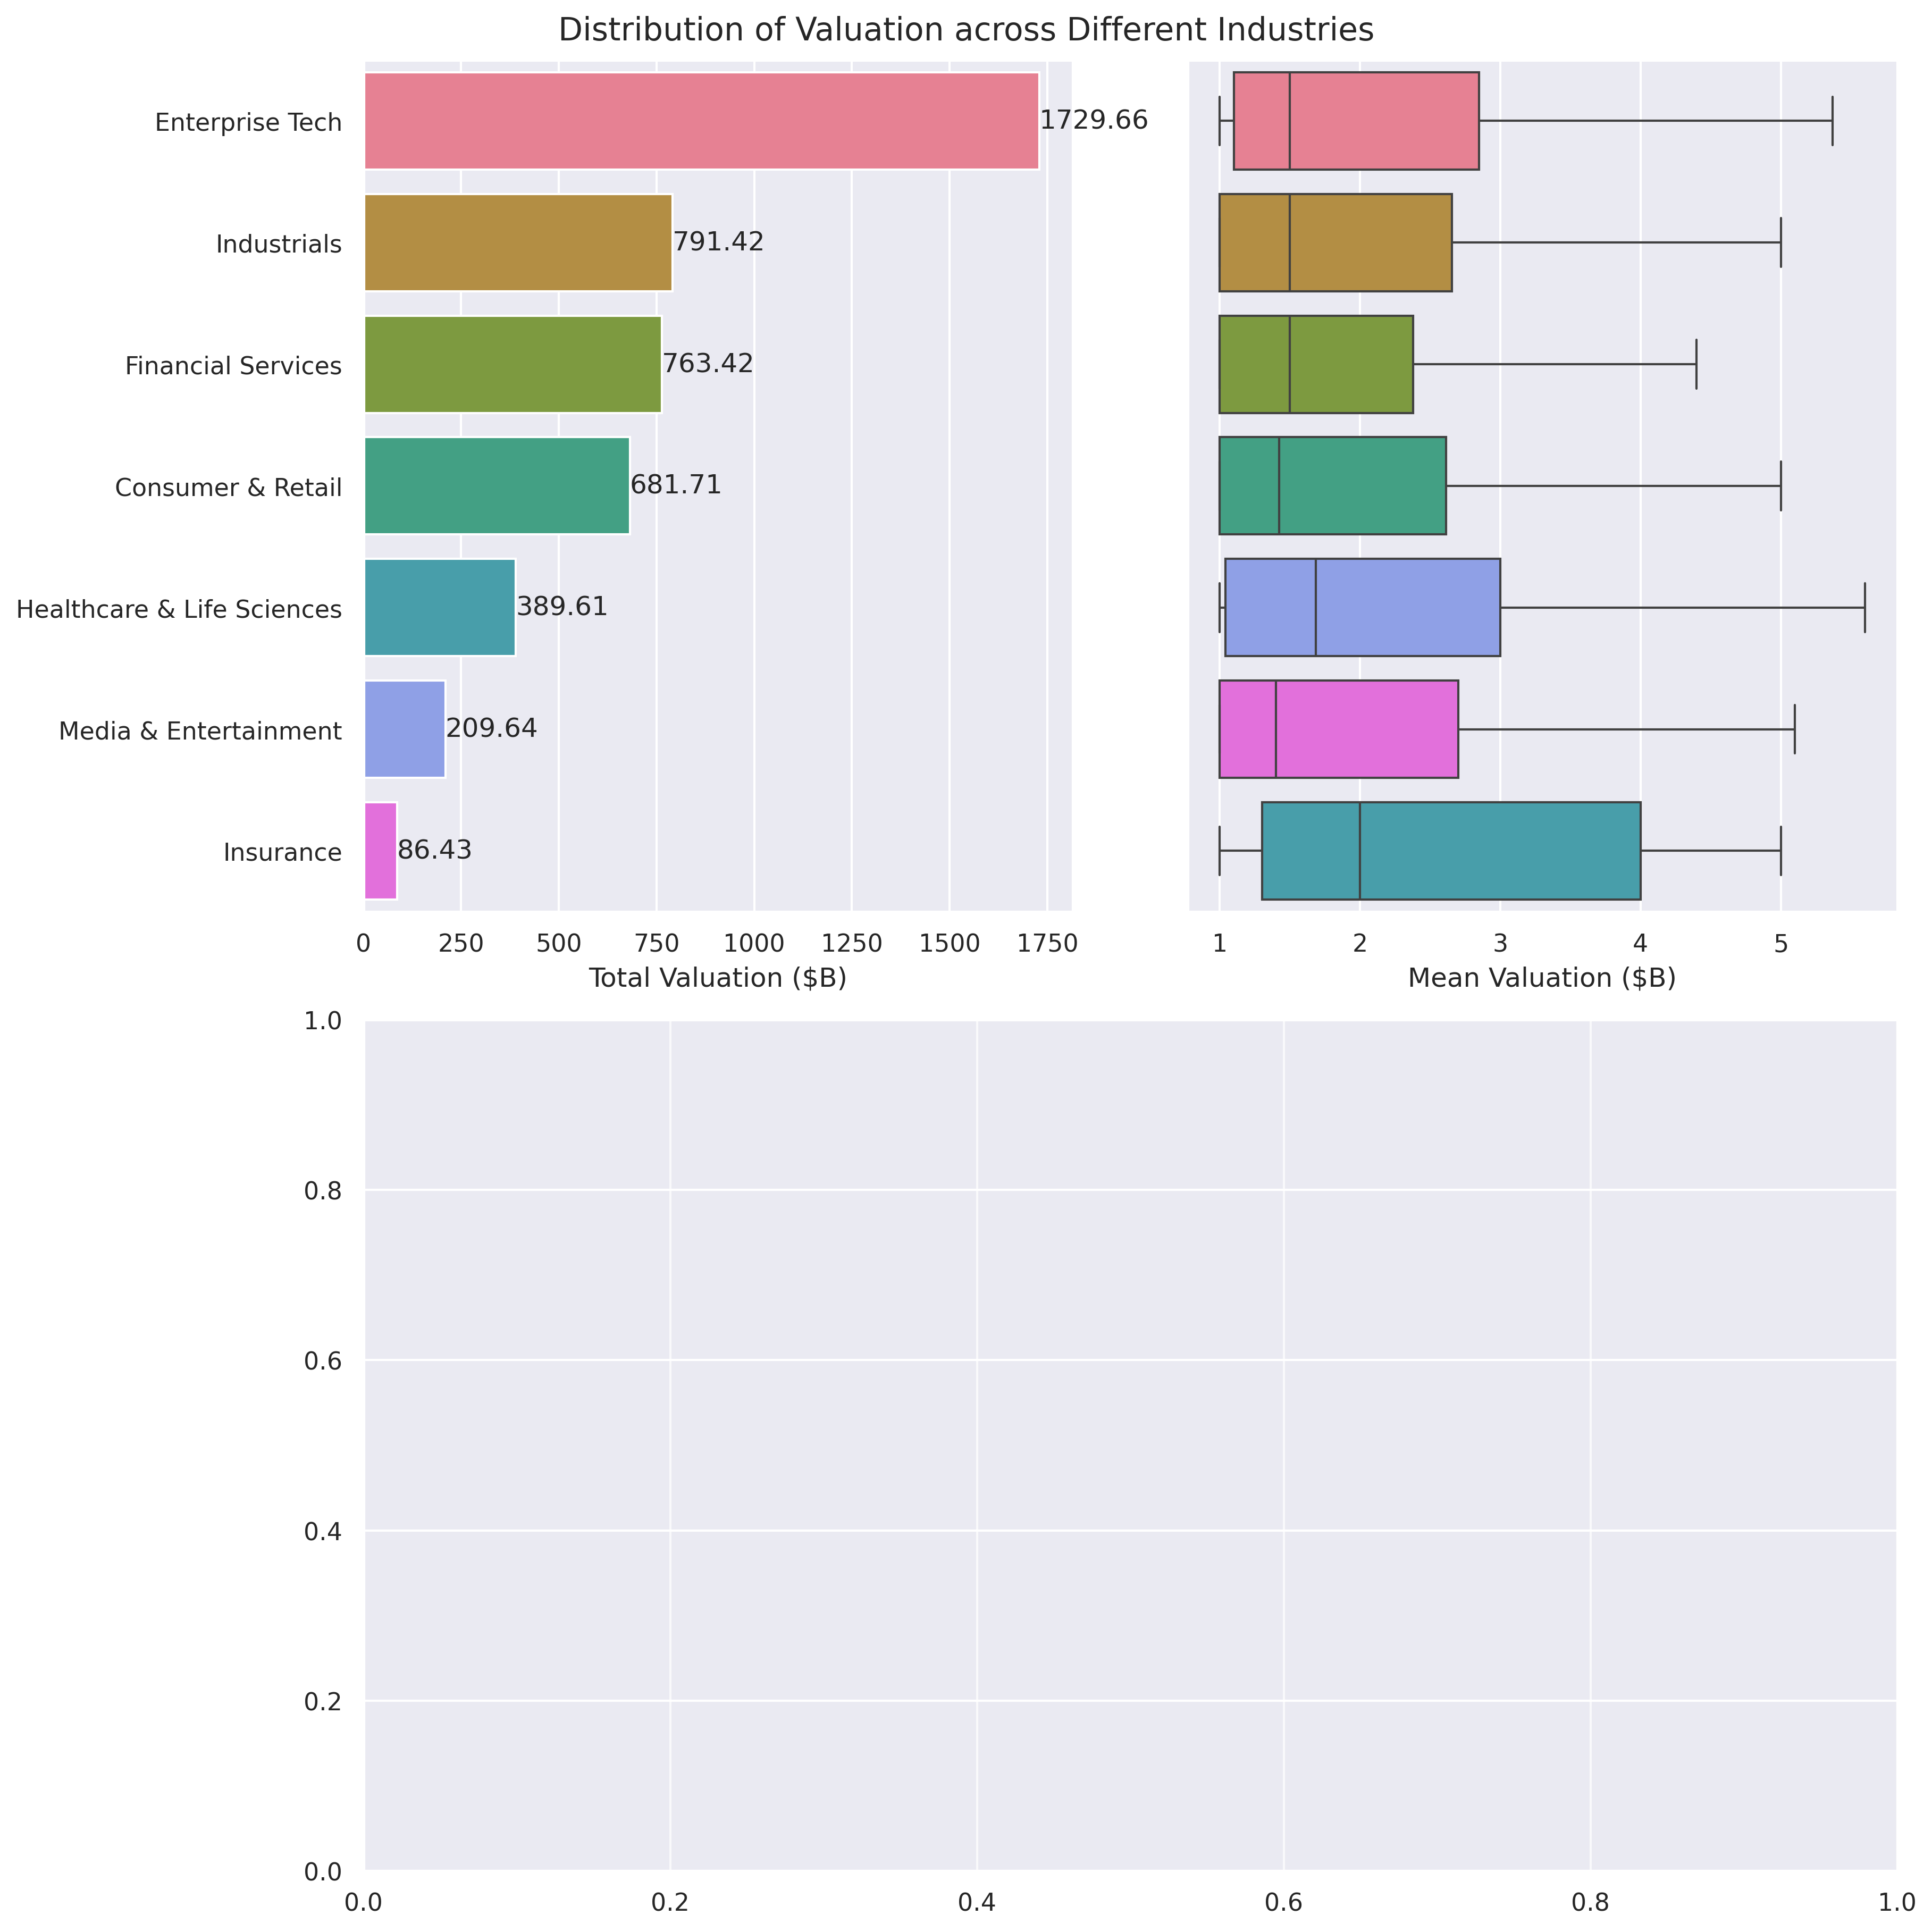 Distribution of Valuation across Different Industries
Enterprise Tech
1729.66
Industrials
791.42
Financial Services
763.42
Consumer & Retail
681.71
Healthcare & Life Sciences
389.61
Media & Entertainment
209.64
Insurance
86.43
0 250 500 750 1000 1250 1500 1750
Total Valuation ($B)
1 2 3 4 5
Mean Valuation ($B)
1.0
0.8
0.6
0.4
0.2
0.0
0.0 0.2 0.4 0.6 0.8 1.0